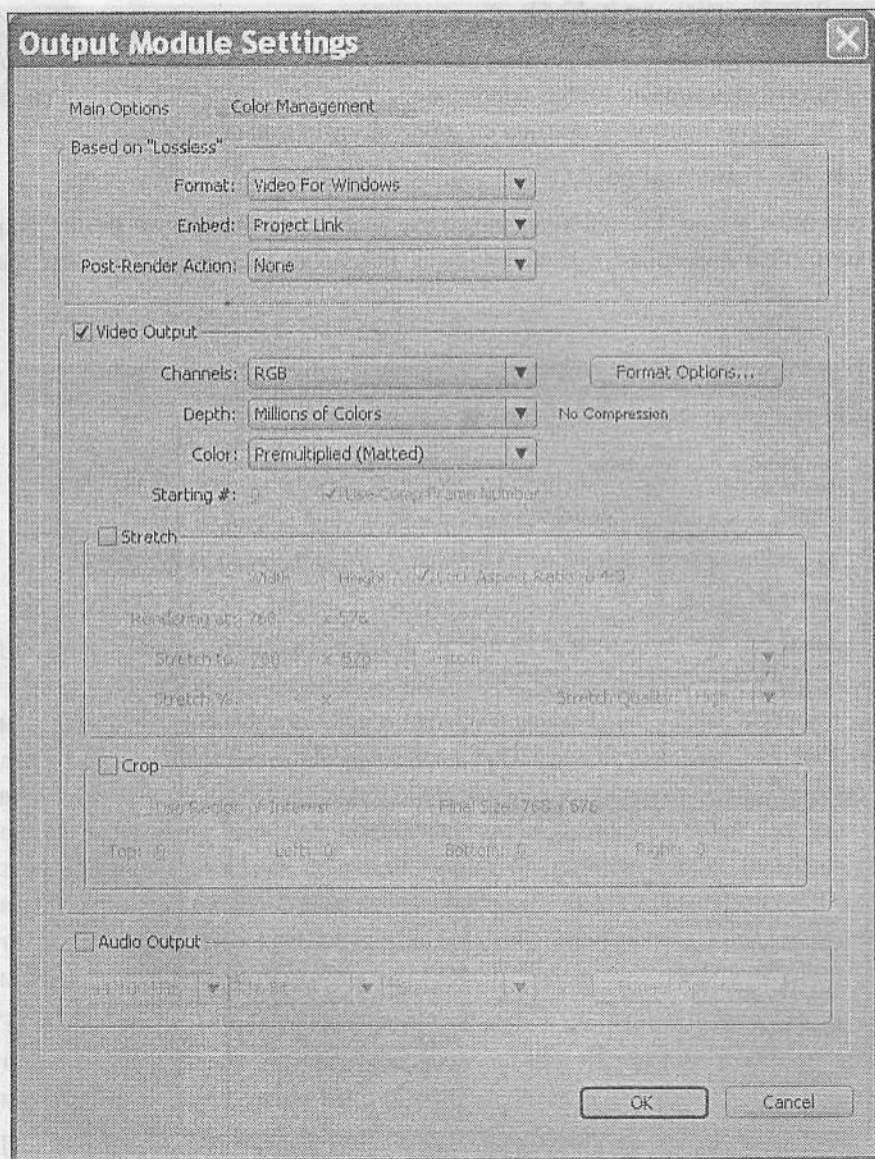 Output Module Settings
Main Options Color Management
Based on "Lossless"
Format: Video For Windows
Embed: Project Link
Post-Render Action: None
Video Output
Channels: RGB Format Options...
Depth: Millions of Colors No Compression
Color: Premultiplied (Matted)
Starting #: 0 Use Comp Frame Number
Stretch
Width Height Lock Aspect Ratio to 4:3
Rendering at: 768 x 576
Stretch to: 768 x 576 Custom
Stretch %: x Stretch Quality: High
Crop
Use Region of Interest Final Size: 768 x 576
Top: 0 Left: 0 Bottom: 0 Right: 0
Audio Output
16 Bit
OK Cancel